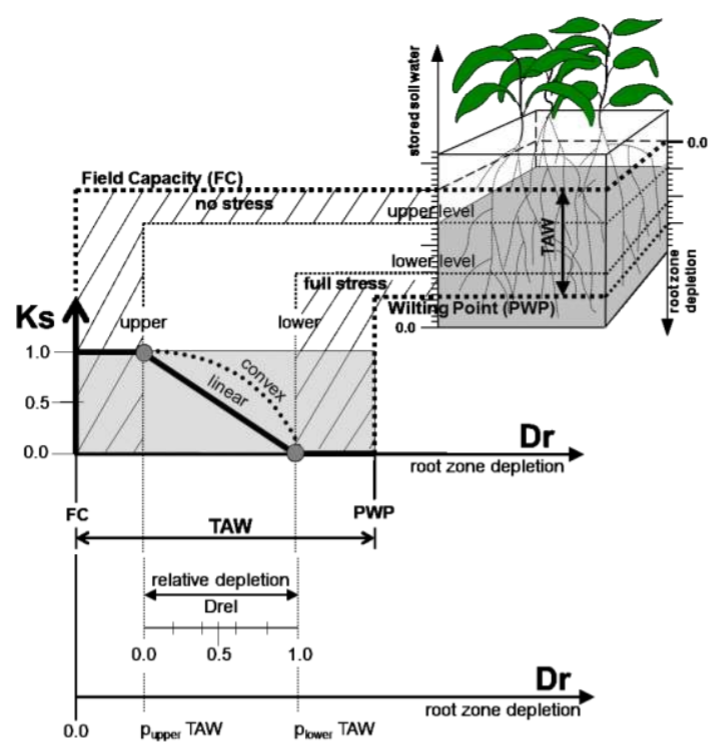 stored soil water
0.0
Field Capacity (FC)
no stress
upper level
TAW
lower level
full stress
root zone
depletion
Wilting Point (PWP)
0.0
Ks
upper
lower
1.0
convex
linear
0.5
0.0
Dr
root zone depletion
FC
PWP
TAW
relative depletion
Drel
0.0
0.5
1.0
Dr
root zone depletion
0.0
pupper TAW
plower TAW